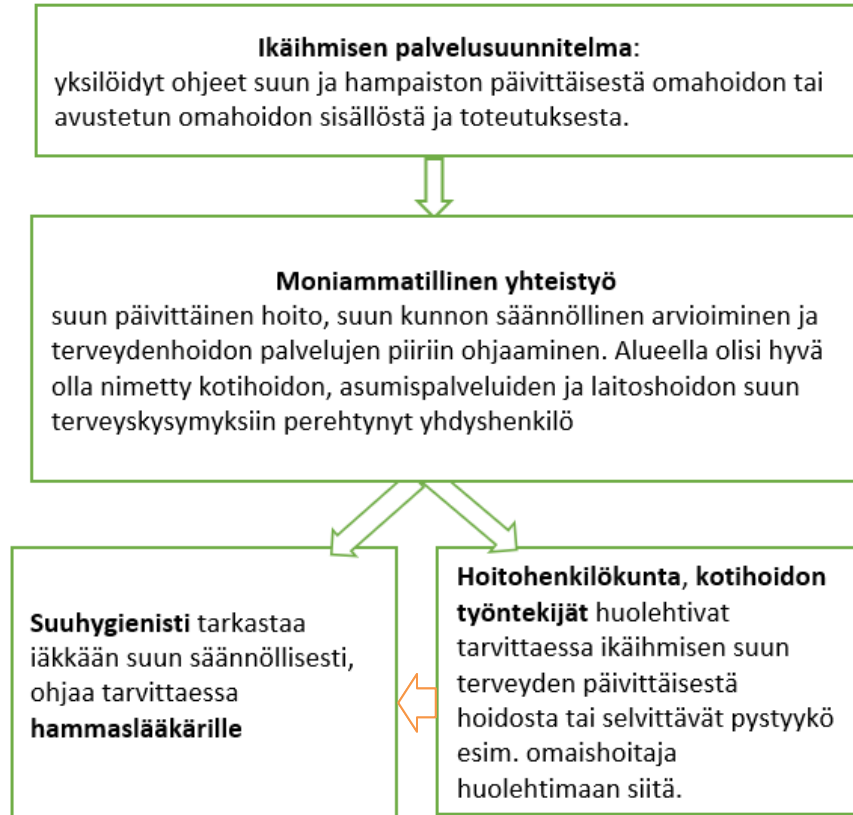 Ikäihmisen palvelusuunnitelma:
yksilöidyt ohjeet suun ja hampaiston päivittäisestä omahoidon tai
avustetun omahoidon sisällöstä ja toteutuksesta.
Moniammatillinen yhteistyö
suun päivittäinen hoito, suun kunnon säännöllinen arvioiminen ja
terveydenhoidon palvelujen piiriin ohjaaminen. Alueella olisi hyvä
olla nimetty kotihoidon, asumispalveluiden ja laitoshoidon suun
terveyskysymyksiin perehtynyt yhdyshenkilö
Suuhygienisti tarkastaa
iäkkään suun säännöllisesti,
ohjaa tarvittaessa
hammaslääkärille
Hoitohenkilökunta, kotihoidon
työntekijät huolehtivat
tarvittaessa ikäihmisen suun
terveyden päivittäisestä
hoidosta tai selvittävät pystyykö
esim. omaishoitaja
huolehtimaan siitä.